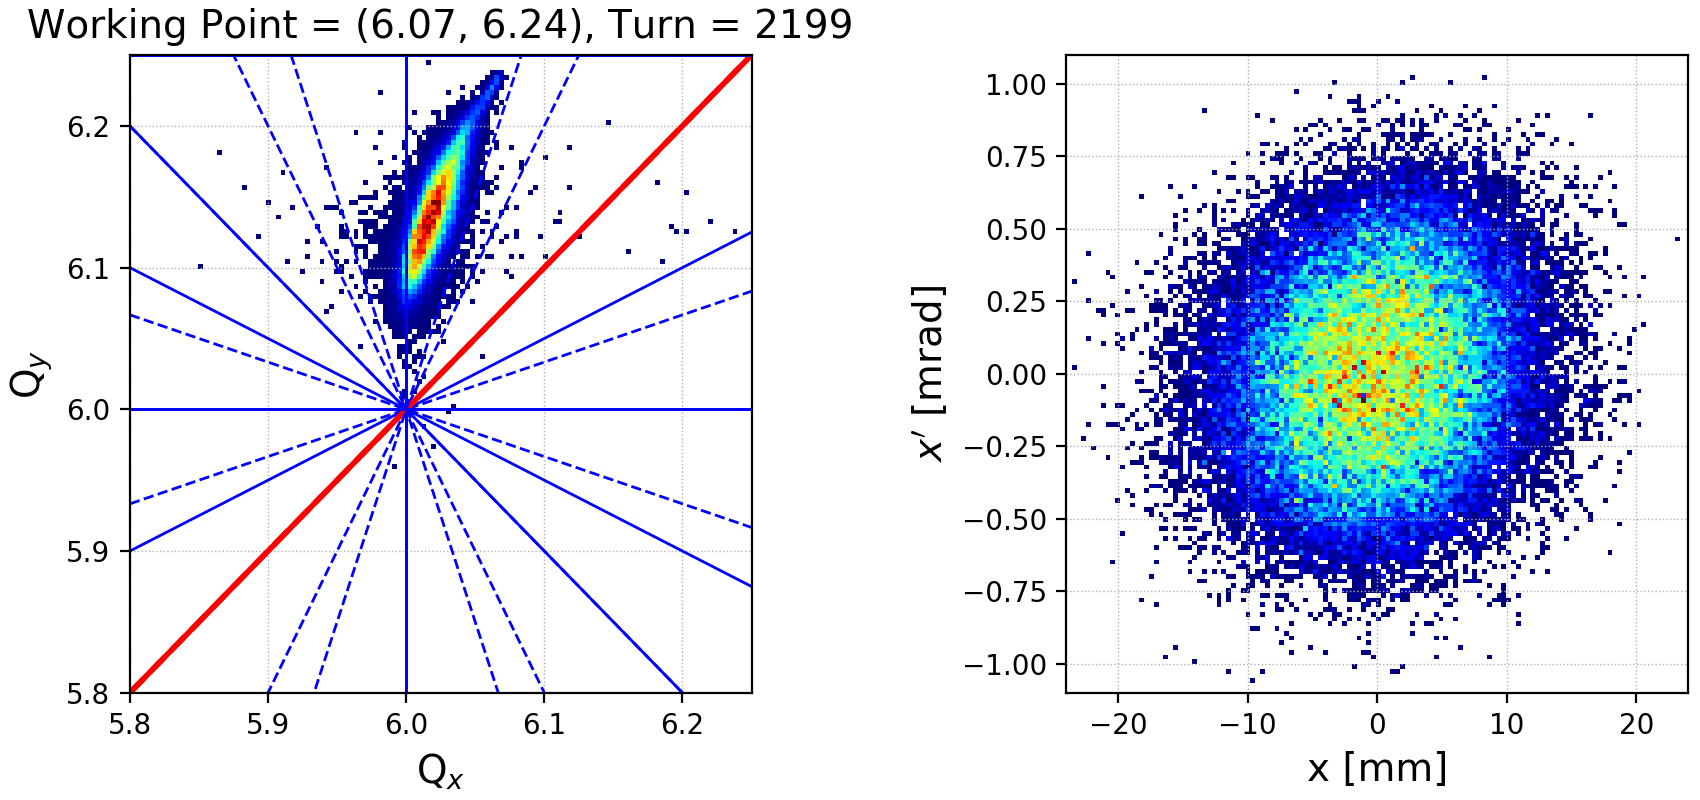 Working Point = (6.07, 6.24), Turn = 2199
6.2
6.1
6.0
5.9
5.8
Qy
5.8 5.9 6.0 6.1 6.2
Qx
1.00
0.75
0.50
0.25
0.00
−0.25
−0.50
−0.75
−1.00
x′ [mrad]
−20 −10 0 10 20
x [mm]